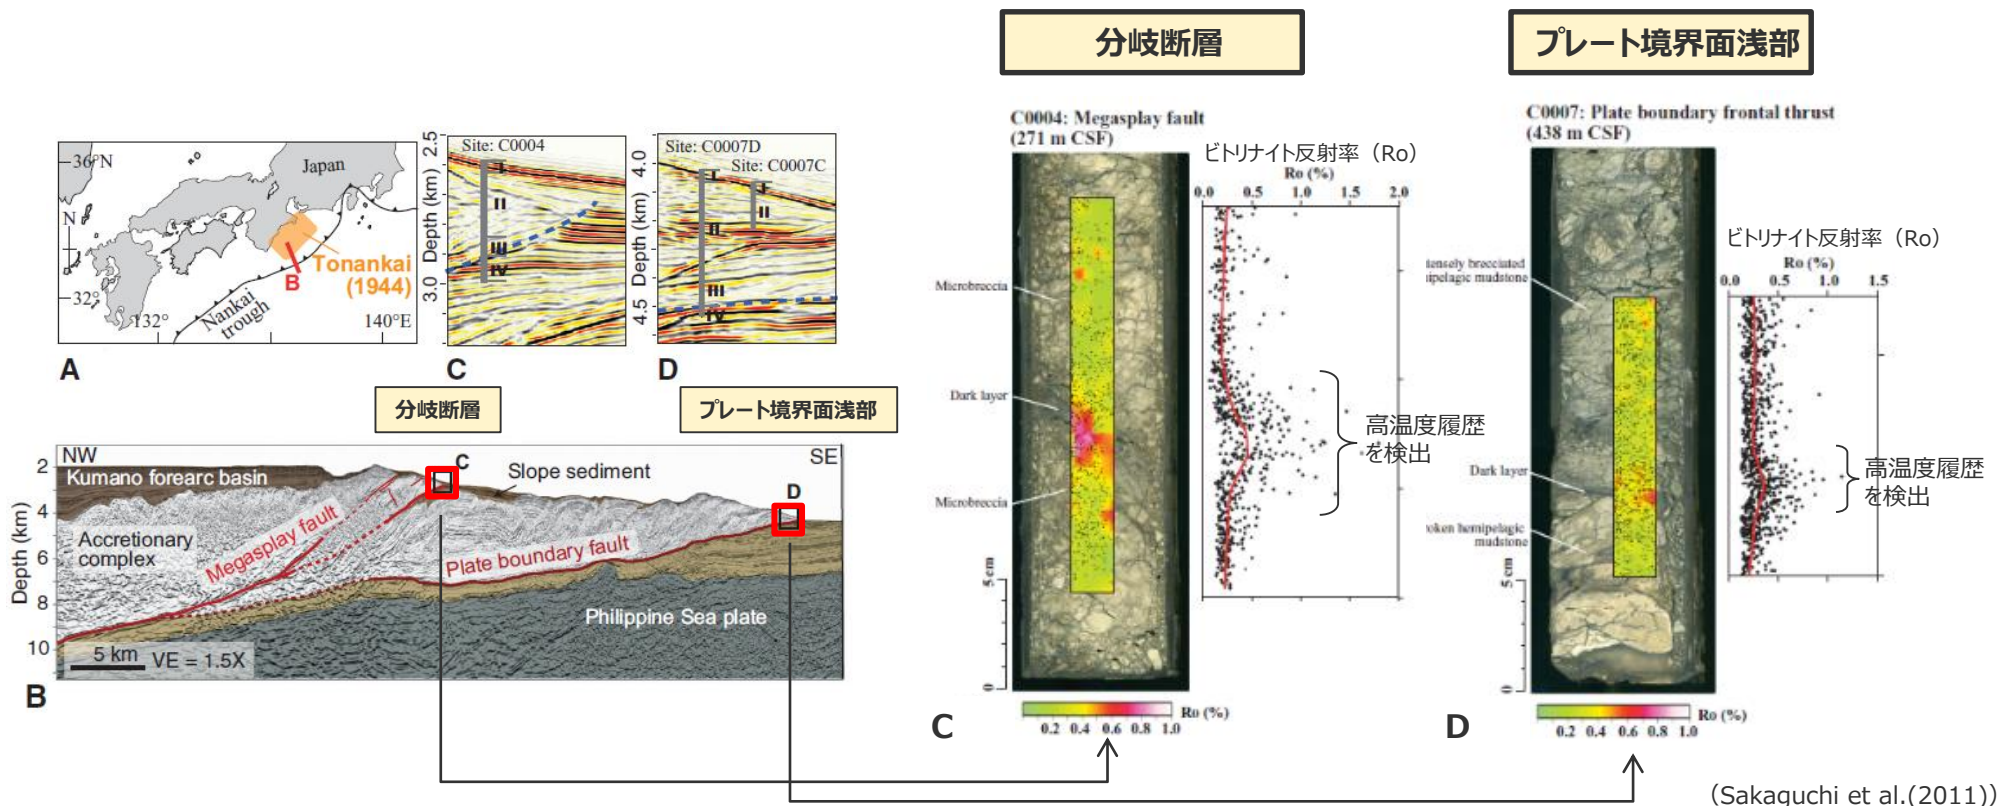 分岐断層
プレート境界面浅部
C0004: Megasplay fault
(271 m CSF)
C0007: Plate boundary frontal thrust
(438 m CSF)
ビトリナイト反射率（Ro）
Ro (%)
0.0 0.5 1.0 1.5 2.0
ビトリナイト反射率（Ro）
Ro (%)
0.0 0.5 1.0 1.5
36°N
Japan
N
32°
132°
140°E
Nankai
trough
B
Tonankai
(1944)
A
2.5
Depth (km)
3.0
Site: C0004
I
II
III
IV
C
4.0
Depth (km)
4.5
Site: C0007D
Site: C0007C
I
II
III
IV
I
II
D
分岐断層
プレート境界面浅部
NW
SE
Kumano forearc basin
C
Slope sediment
D
Accretionary
complex
Megasplay fault
Plate boundary fault
Philippine Sea plate
Depth (km)
2
4
6
8
10
5 km
VE = 1.5X
B
Microbreccia
Dark layer
Microbreccia
5 cm
0
高温度履歴
を検出
Ro (%)
0.2 0.4 0.6 0.8 1.0
C
tensely brecciated
ipelagic mudstone
Dark layer
roken hemipelagic
mudstone
5 cm
0
高温度履歴
を検出
Ro (%)
0.2 0.4 0.6 0.8 1.0
D
（Sakaguchi et al.(2011)）